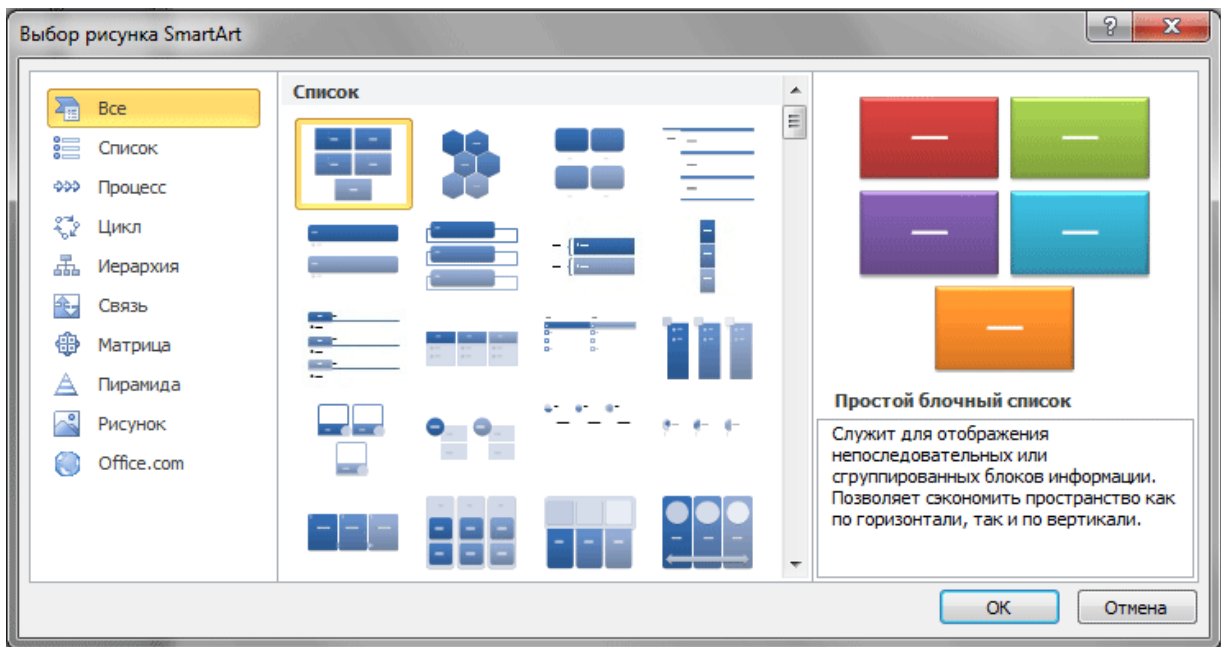 Выбор рисунка SmartArt
Все
Список
Процесс
Цикл
Иерархия
Связь
Матрица
Пирамида
Рисунок
Office.com
Список
Простой блочный список
Служит для отображения
непоследовательных или
сгруппированных блоков информации.
Позволяет сэкономить пространство как
по горизонтали, так и по вертикали.
ОК
Отмена